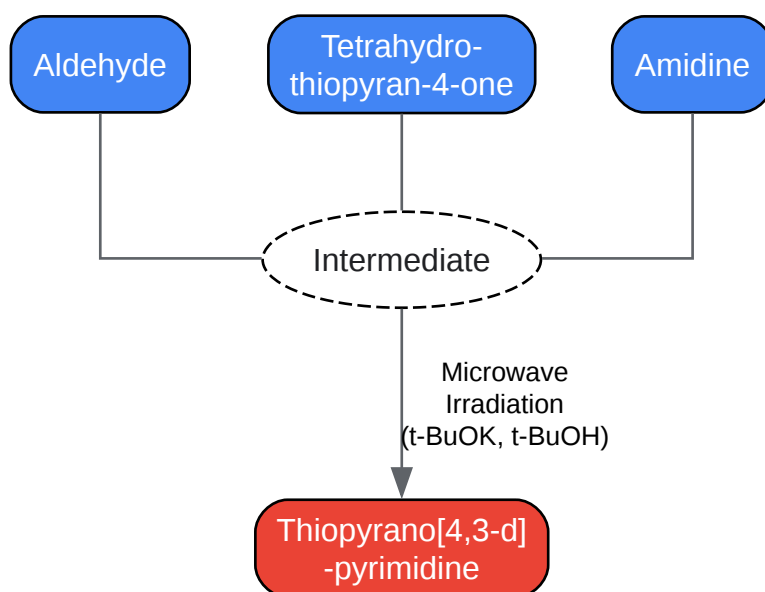 Aldehyde
Tetrahydro-
thiopyran-4-one
Amidine
Intermediate
Microwave
Irradiation
(t-BuOK, t-BuOH)
Thiopyrano[4,3-d]
-pyrimidine